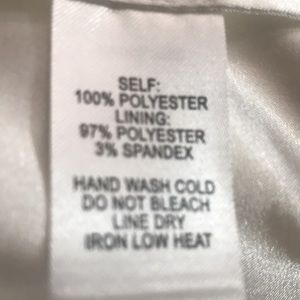 SELF:
100% POLYESTER
LINING:
97% POLYESTER
3% SPANDEX
HAND WASH COLD
DO NOT BLEACH
LINE DRY
IRON LOW HEAT